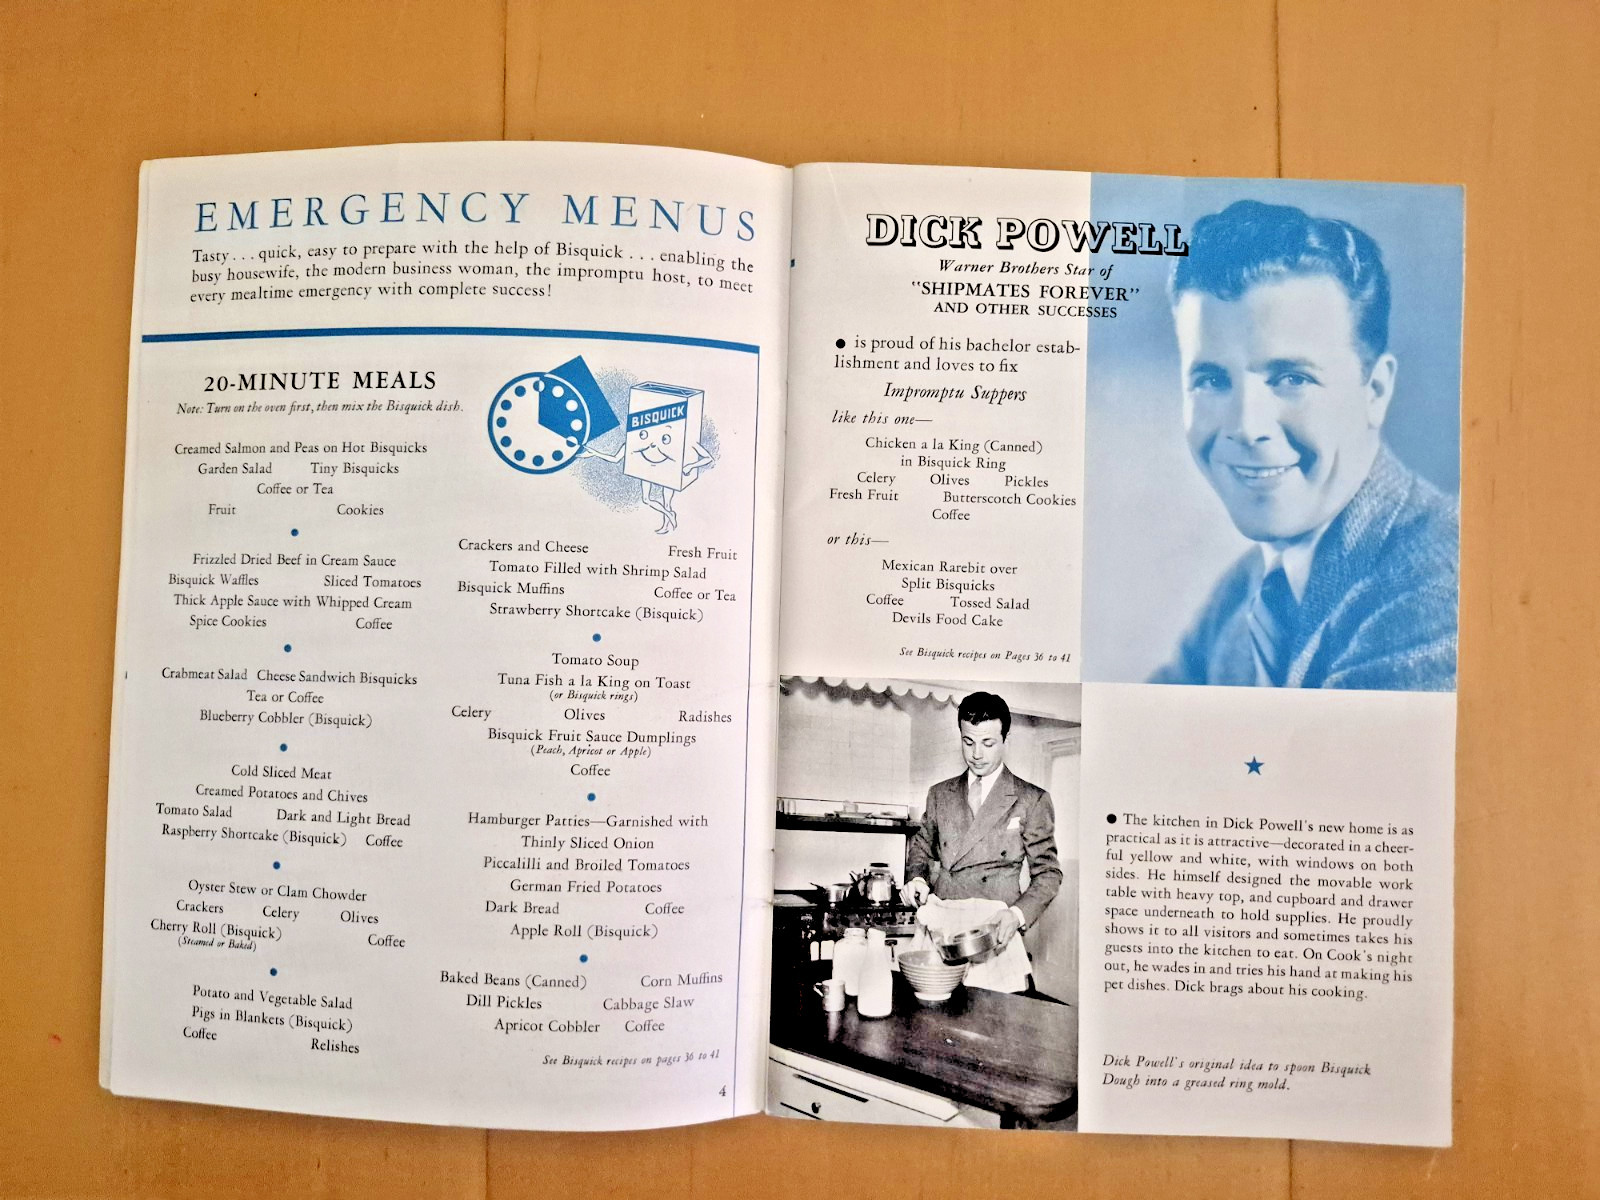 EMERGENCY MENUS
Tasty . . . quick, easy to prepare with the help of Bisquick . . . enabling the
busy housewife, the modern business woman, the impromptu host, to meet
every mealtime emergency with complete success!
20-MINUTE MEALS
Note: Turn on the oven first, then mix the Bisquick dish.
Creamed Salmon and Peas on Hot Bisquicks
Garden Salad Tiny Bisquicks
Coffee or Tea
Fruit Cookies
Frizzled Dried Beef in Cream Sauce
Bisquick Waffles Sliced Tomatoes
Thick Apple Sauce with Whipped Cream
Spice Cookies Coffee
Crabmeat Salad Cheese Sandwich Bisquicks
Tea or Coffee
Blueberry Cobbler (Bisquick)
Cold Sliced Meat
Creamed Potatoes and Chives
Tomato Salad Dark and Light Bread
Raspberry Shortcake (Bisquick) Coffee
Oyster Stew or Clam Chowder
Crackers Celery Olives
Cherry Roll (Bisquick)
(Steamed or Baked) Coffee
Potato and Vegetable Salad
Pigs in Blankets (Bisquick)
Coffee Relishes
BISQUICK
Crackers and Cheese Fresh Fruit
Tomato Filled with Shrimp Salad
Bisquick Muffins Coffee or Tea
Strawberry Shortcake (Bisquick)
Tomato Soup
Tuna Fish a la King on Toast
(or Bisquick rings)
Celery Olives Radishes
Bisquick Fruit Sauce Dumplings
(Peach, Apricot or Apple)
Coffee
Hamburger Patties—Garnished with
Thinly Sliced Onion
Piccalilli and Broiled Tomatoes
German Fried Potatoes
Dark Bread Coffee
Apple Roll (Bisquick)
Baked Beans (Canned) Corn Muffins
Dill Pickles Cabbage Slaw
Apricot Cobbler Coffee
See Bisquick recipes on pages 36 to 41
4
DICK POWELL
Warner Brothers Star of
"SHIPMATES FOREVER"
AND OTHER SUCCESSES
● is proud of his bachelor estab-
lishment and loves to fix
Impromptu Suppers
like this one—
Chicken a la King (Canned)
in Bisquick Ring
Celery Olives Pickles
Fresh Fruit Butterscotch Cookies
Coffee
or this—
Mexican Rarebit over
Split Bisquicks
Coffee Tossed Salad
Devils Food Cake
See Bisquick recipes on Pages 36 to 41
● The kitchen in Dick Powell's new home is as
practical as it is attractive—decorated in a cheer-
ful yellow and white, with windows on both
sides. He himself designed the movable work
table with heavy top, and cupboard and drawer
space underneath to hold supplies. He proudly
shows it to all visitors and sometimes takes his
guests into the kitchen to eat. On Cook's night
out, he wades in and tries his hand at making his
pet dishes. Dick brags about his cooking.
Dick Powell's original idea to spoon Bisquick
Dough into a greased ring mold.